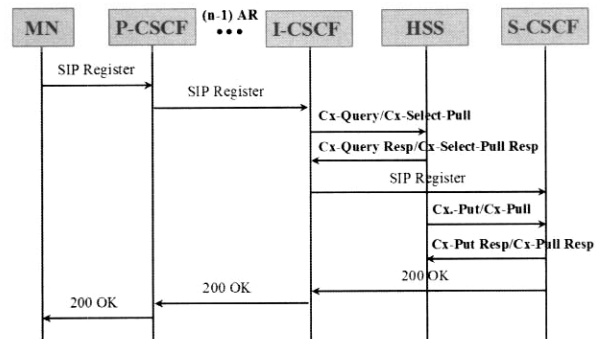 (n-1) AR
MN P-CSCF ••• I-CSCF HSS S-CSCF
SIP Register
SIP Register
Cx-Query/Cx-Select-Pull
Cx-Query Resp/Cx-Select-Pull Resp
SIP Register
Cx.-Put/Cx-Pull
Cx-Put Resp/Cx-Pull Resp
200 OK
200 OK
200 OK